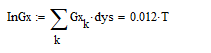 InGx := ∑ Gx_k · dys = 0.012·T
k